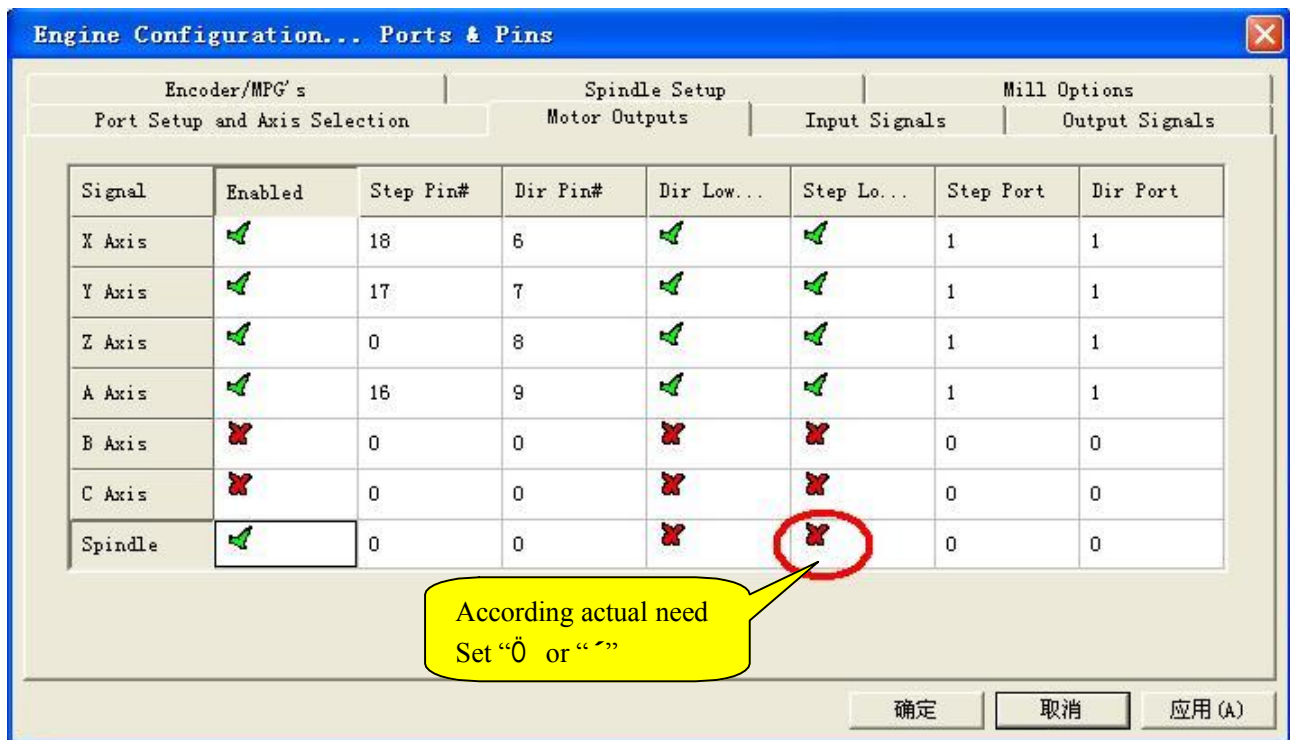 Engine Configuration... Ports & Pins
Encoder/MPG's Spindle Setup Mill Options
Port Setup and Axis Selection Motor Outputs Input Signals Output Signals
Signal Enabled Step Pin# Dir Pin# Dir Low... Step Lo... Step Port Dir Port
X Axis 18 6 1 1
Y Axis 17 7 1 1
Z Axis 0 8 1 1
A Axis 16 9 1 1
B Axis 0 0 0 0
C Axis 0 0 0 0
Spindle 0 0 0 0
According actual need
Set “Ö or “´”
确定 取消 应用(A)